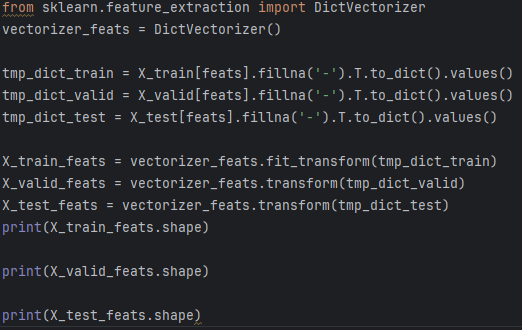 from sklearn.feature_extraction import DictVectorizer
vectorizer_feats = DictVectorizer()
tmp_dict_train = X_train[feats].fillna('-').T.to_dict().values()
tmp_dict_valid = X_valid[feats].fillna('-').T.to_dict().values()
tmp_dict_test = X_test[feats].fillna('-').T.to_dict().values()
X_train_feats = vectorizer_feats.fit_transform(tmp_dict_train)
X_valid_feats = vectorizer_feats.transform(tmp_dict_valid)
X_test_feats = vectorizer_feats.transform(tmp_dict_test)
print(X_train_feats.shape)
print(X_valid_feats.shape)
print(X_test_feats.shape)